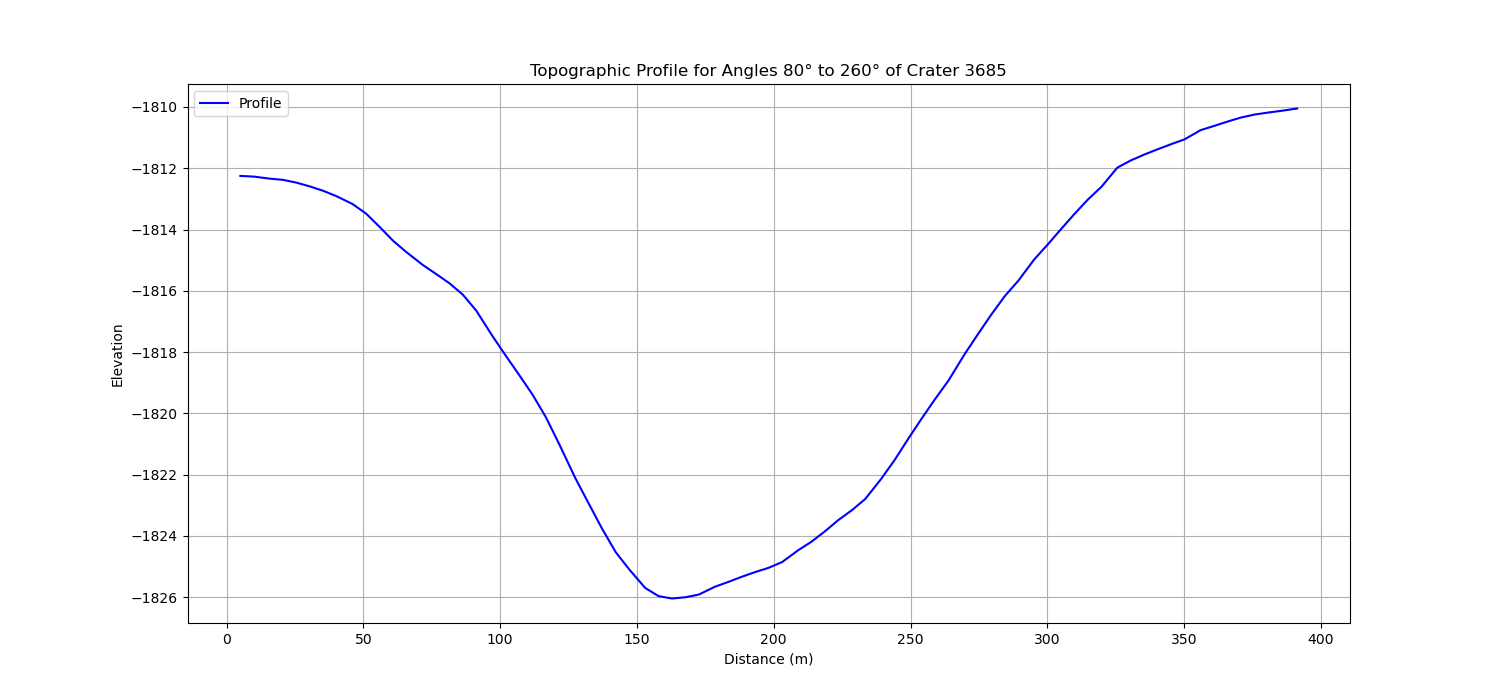 Topographic Profile for Angles 80° to 260° of Crater 3685
Profile
−1810
−1812
−1814
−1816
−1818
−1820
−1822
−1824
−1826
Elevation
0 50 100 150 200 250 300 350 400
Distance (m)